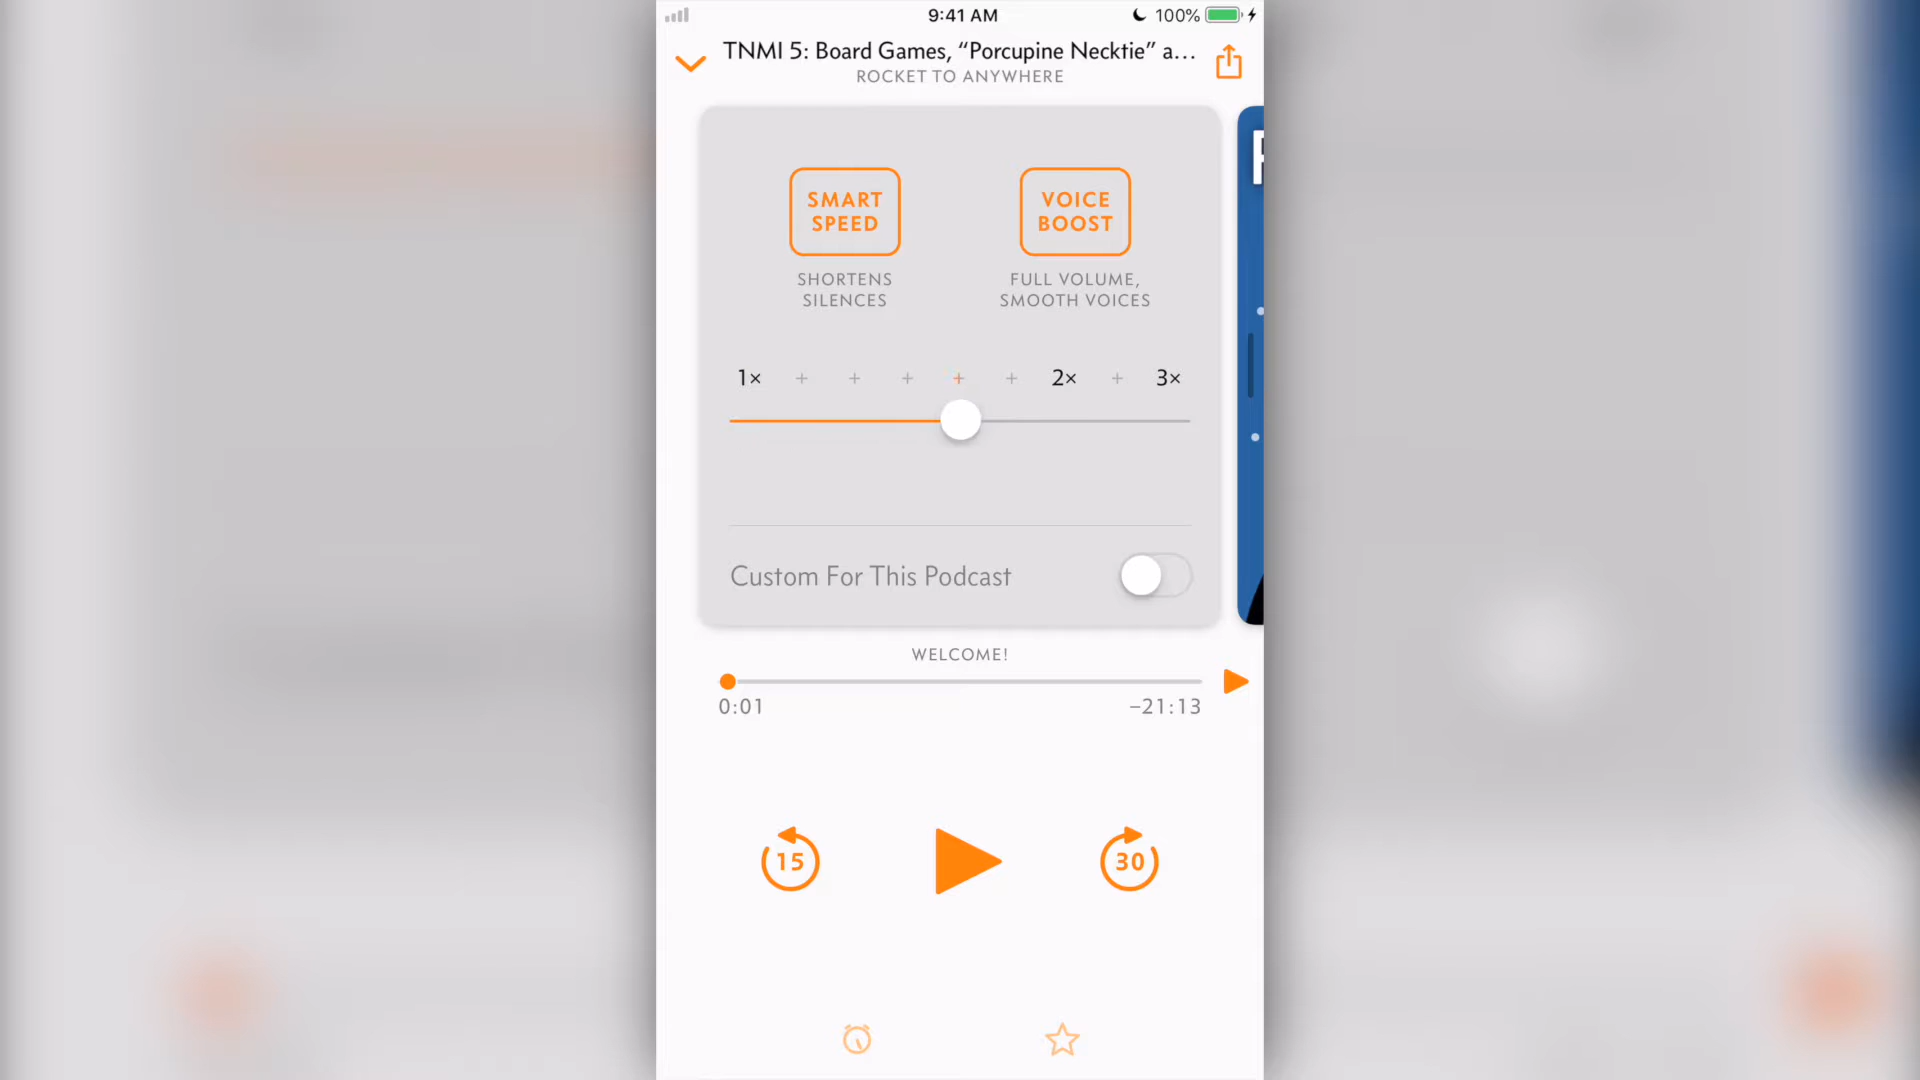 9:41 AM
100%
TNMI 5: Board Games, “Porcupine Necktie” a...
ROCKET TO ANYWHERE
SMART
SPEED
VOICE
BOOST
SHORTENS
SILENCES
FULL VOLUME,
SMOOTH VOICES
1× + + + + + 2× + 3×
Custom For This Podcast
WELCOME!
0:01
−21:13
15
30